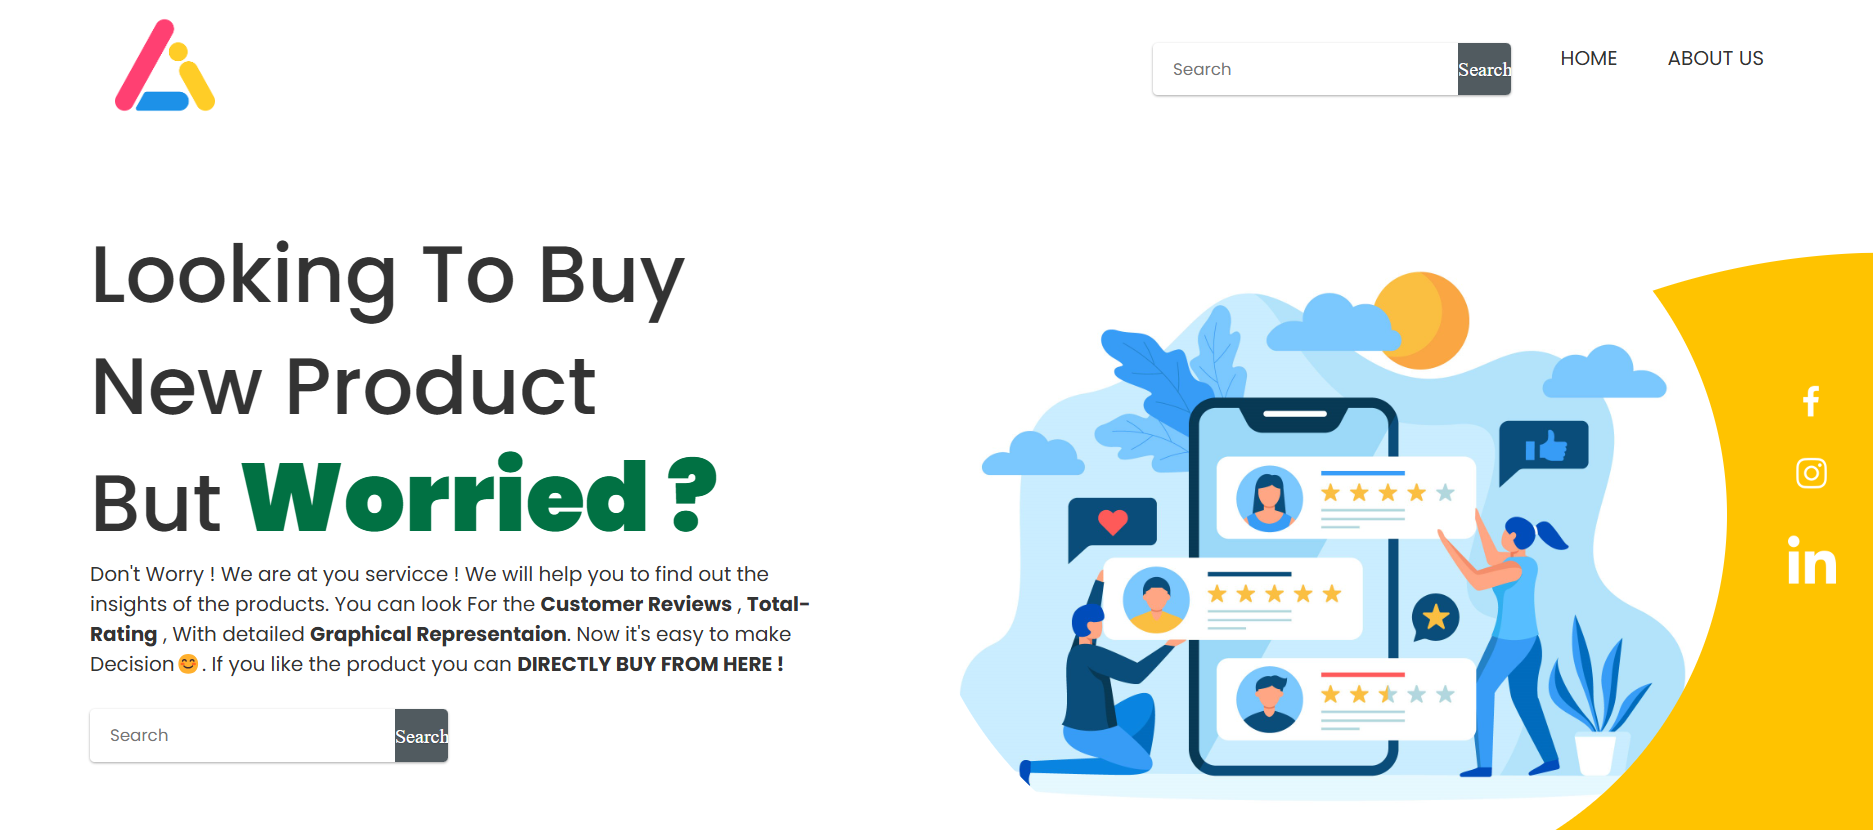 Search
Search
HOME
ABOUT US
Looking To Buy
New Product
But Worried ?
Don't Worry ! We are at you servicce ! We will help you to find out the
insights of the products. You can look For the Customer Reviews , Total-
Rating , With detailed Graphical Representaion. Now it's easy to make
Decision😊. If you like the product you can DIRECTLY BUY FROM HERE !
Search
Search
in